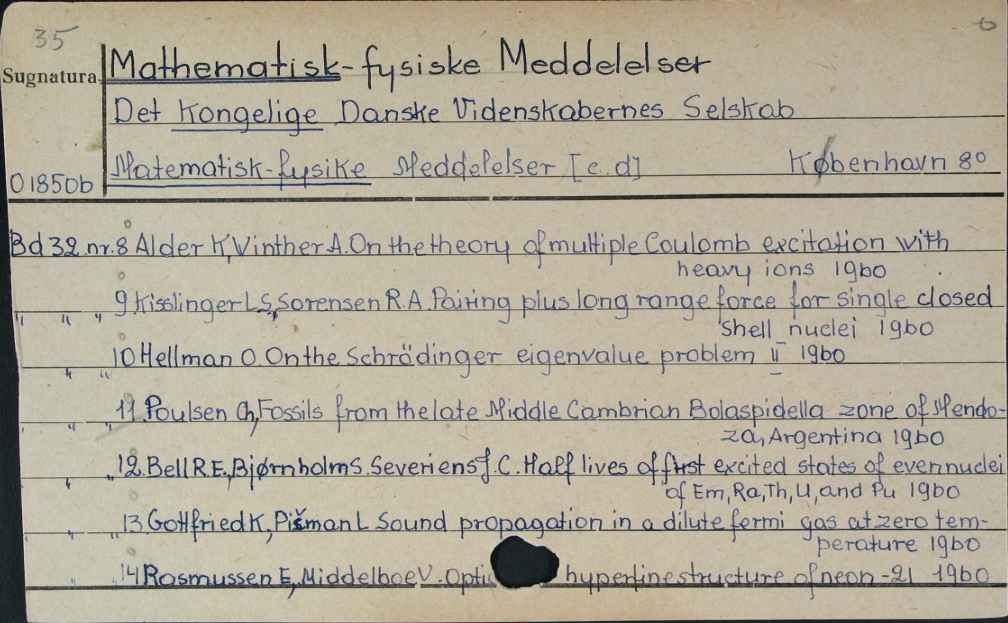 35
6
Sugnatura
Mathematisk-fysiske Meddelelser
Det Kongelige Danske Videnskabernes Selskab
Matematisk-fysike Meddelelser [c.d] København 8º
O 1850b
Bd 32 nr.8 Alder K, Winther A. On the theory of multiple Coulomb excitation with
heavy ions 1960
" " " 9. Kisslinger L.S, Sorensen R.A. Pairing plus long range force for single closed
Shell nuclei 1960
" " 10 Hellman O. On the Schrödinger eigenvalue problem II 1960
" " 11. Poulsen Ch, Fossils from the late Middle Cambrian Bolaspidella zone of Mendo-
za, Argentina 1960
" " 12. Bell R.E, Bjørnholm S. Severiens J.C. Half lives of first excited states of even nuclei
of Em, Ra, Th, U, and Pu 1960
" " 13. Gottfried K, Pišman L Sound propagation in a dilute fermi gas at zero tem-
perature 1960
" " 14 Rasmussen E, Middelboe V. Optic hyperfine structure of neon-21 1960